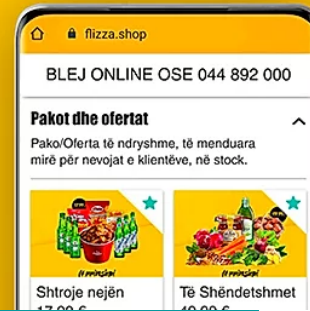 flizza.shop
BLEJ ONLINE OSE 044 892 000
Pakot dhe ofertat
Pako/Oferta të ndryshme, të menduara
mirë për nevojat e klientëve, në stock.
Shtroje nejën
Të Shëndetshmet